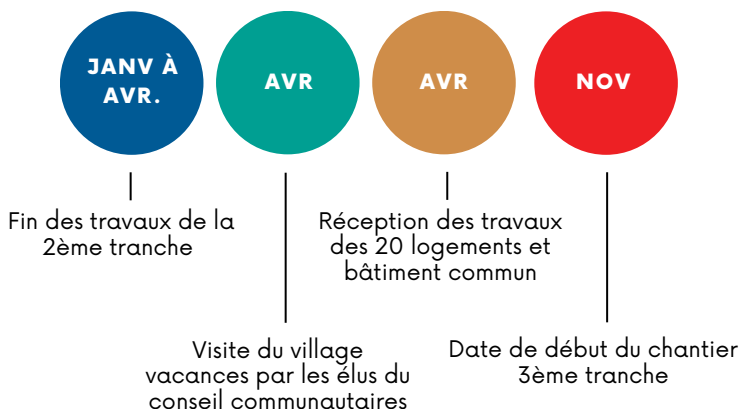 JANV À
AVR.
AVR
AVR
NOV
Fin des travaux de la
2ème tranche
Réception des travaux
des 20 logements et
bâtiment commun
Visite du village
vacances par les élus du
conseil communautaires
Date de début du chantier
3ème tranche